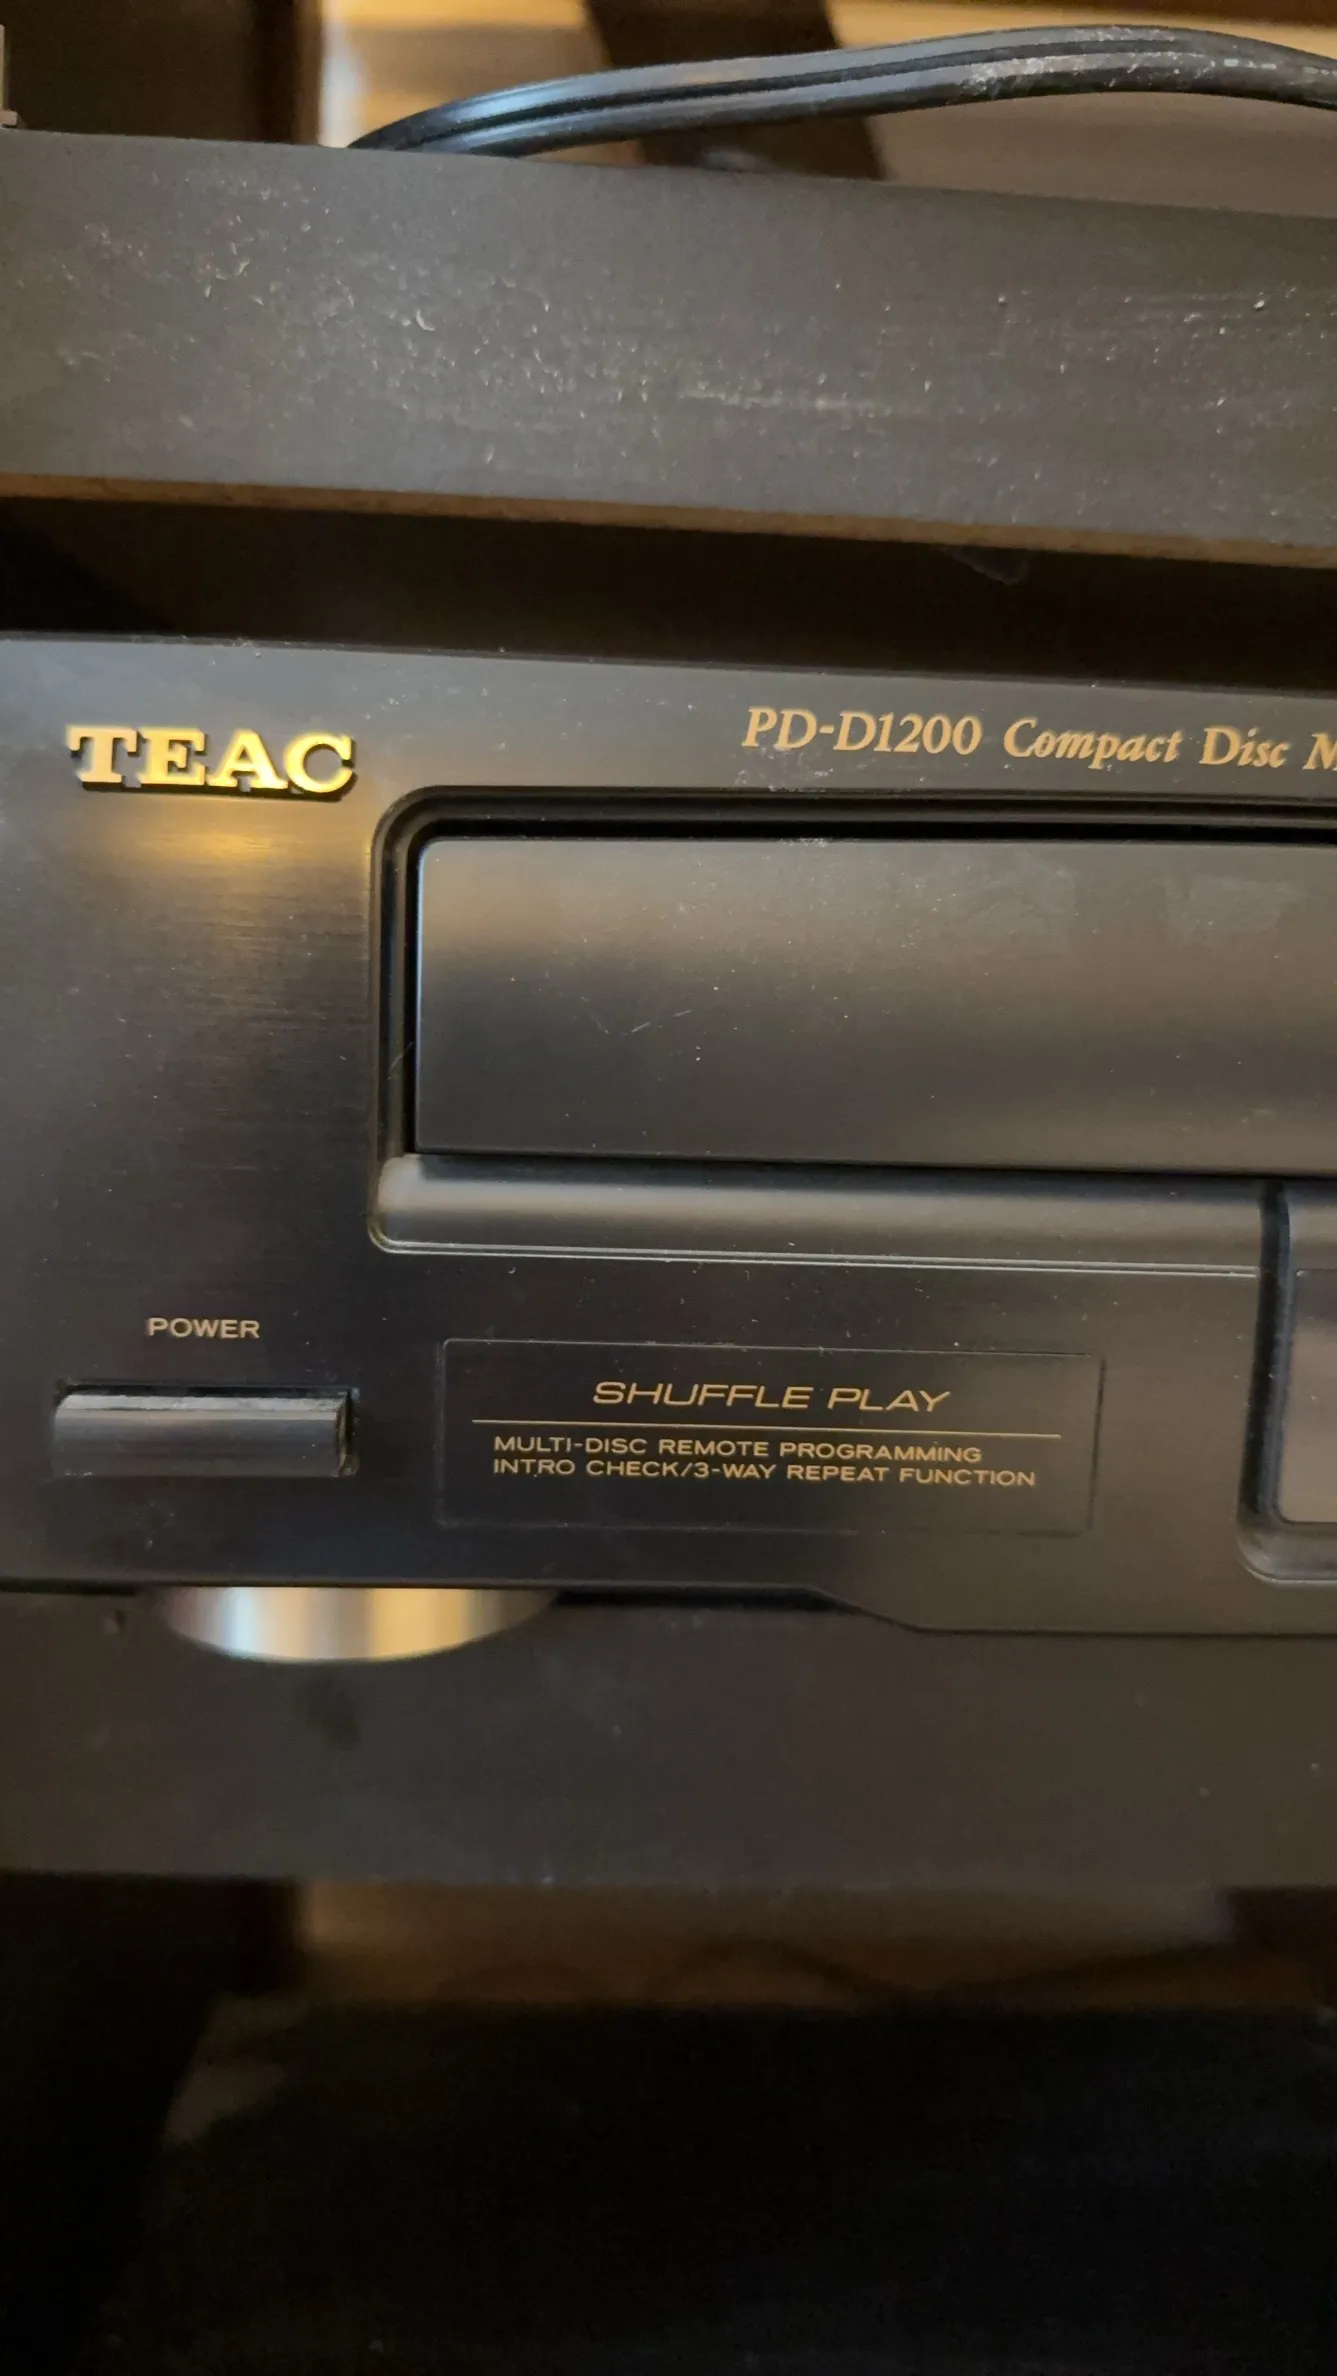 TEAC
PD-D1200 Compact Disc M
POWER
SHUFFLE PLAY
MULTI-DISC REMOTE PROGRAMMING
INTRO CHECK/3-WAY REPEAT FUNCTION